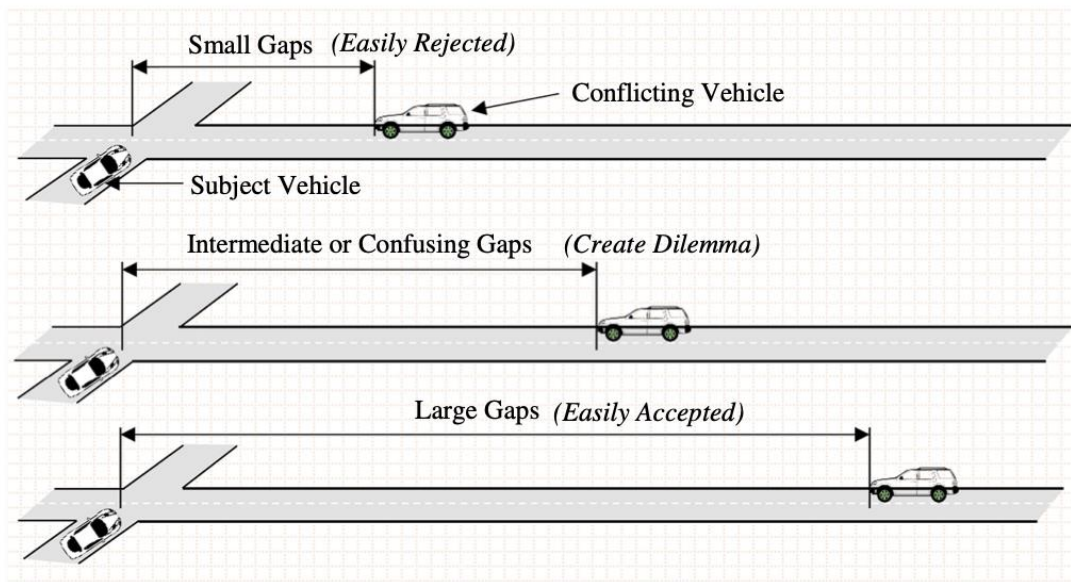 Small Gaps (Easily Rejected)
Conflicting Vehicle
Subject Vehicle
Intermediate or Confusing Gaps (Create Dilemma)
Large Gaps (Easily Accepted)